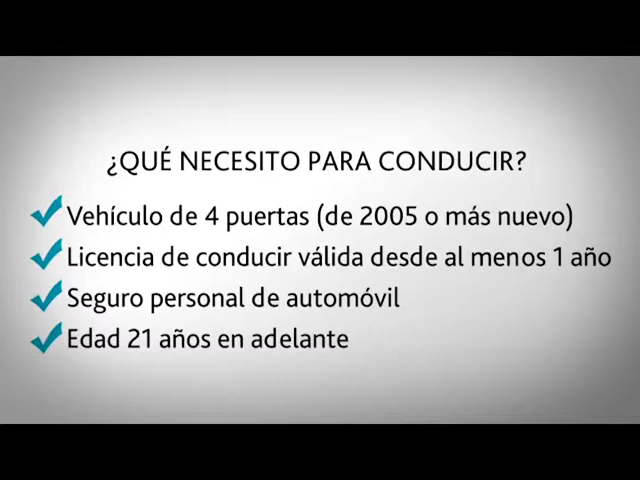 ¿QUÉ NECESITO PARA CONDUCIR?
Vehículo de 4 puertas (de 2005 o más nuevo)
Licencia de conducir válida desde al menos 1 año
Seguro personal de automóvil
Edad 21 años en adelante